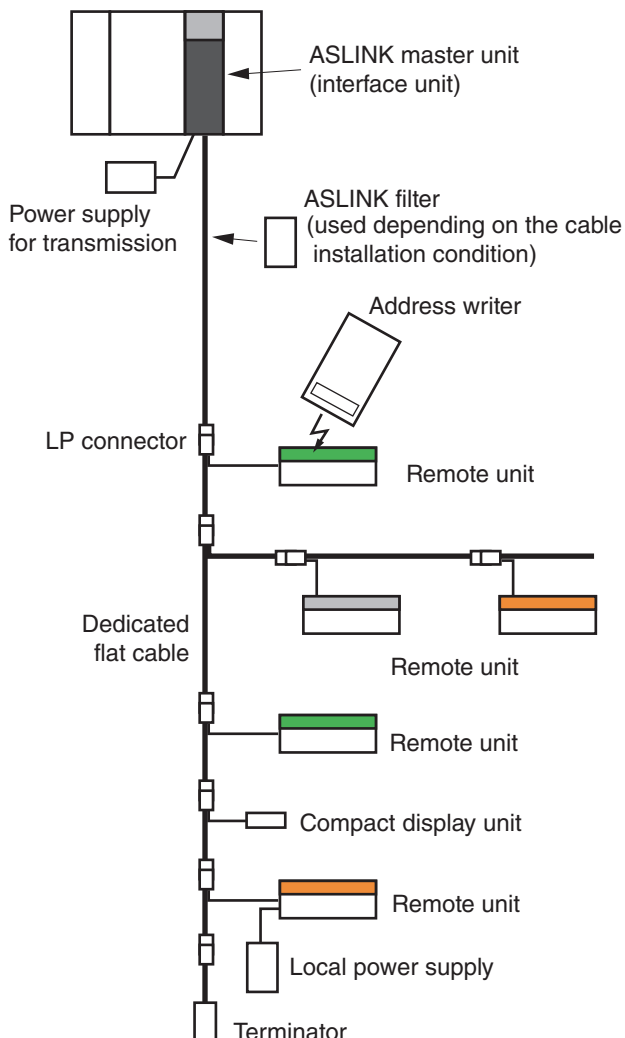 ASLINK master unit
(interface unit)
Power supply
for transmission
ASLINK filter
(used depending on the cable
installation condition)
Address writer
LP connector
Remote unit
Dedicated
flat cable
Remote unit
Remote unit
Compact display unit
Remote unit
Local power supply
Terminator